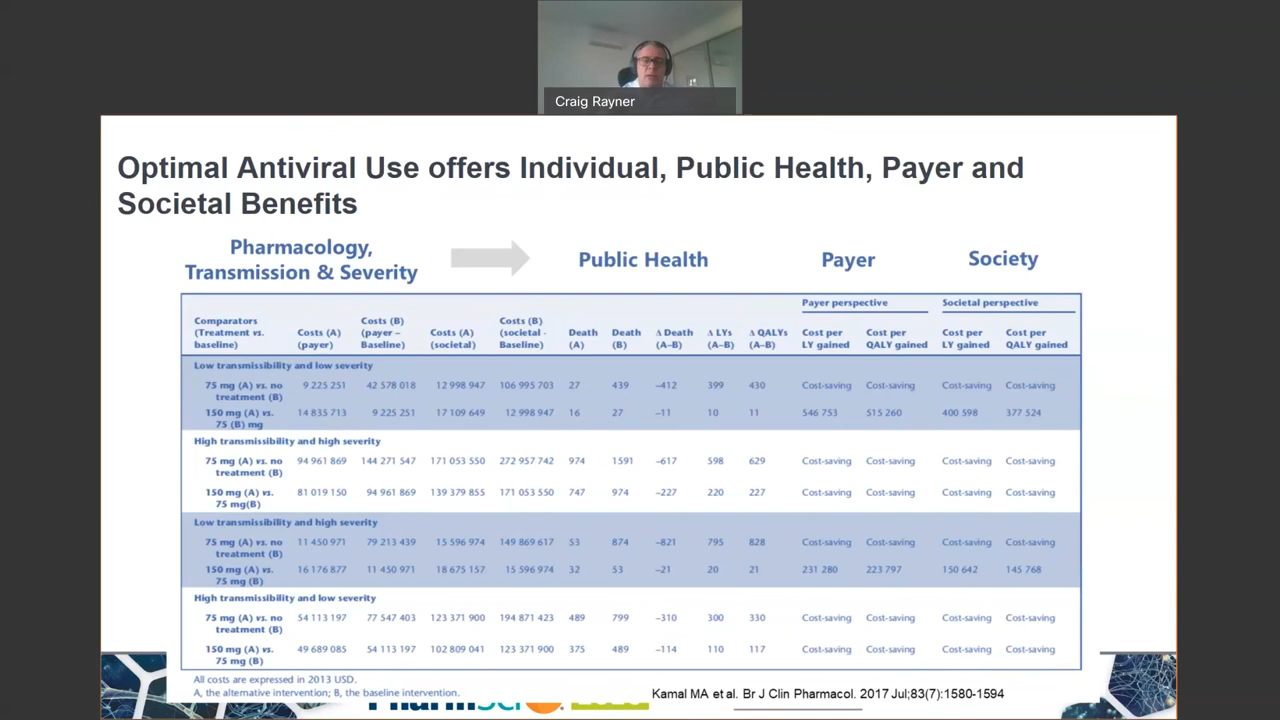 Craig Rayner
Optimal Antiviral Use offers Individual, Public Health, Payer and
Societal Benefits
Pharmacology,
Transmission & Severity
Public Health
Payer
Society
Payer perspective Societal perspective
Comparators
(Treatment vs.
baseline) Costs (A)
(payer) Costs (B)
(payer –
Baseline) Costs (A)
(societal) Costs (B)
(societal -
Baseline) Death
(A) Death
(B) Δ Death
(A–B) Δ LYs
(A–B) Δ QALYs
(A–B) Cost per
LY gained Cost per
QALY gained Cost per
LY gained Cost per
QALY gained
Low transmissibility and low severity
75 mg (A) vs. no 9 225 251 42 578 018 12 998 947 106 995 703 27 439 –412 399 430 Cost-saving Cost-saving Cost-saving Cost-saving
treatment (B)
150 mg (A) vs. 14 835 713 9 225 251 17 109 649 12 998 947 16 27 –11 10 11 546 753 515 260 400 598 377 524
75 (B) mg
High transmissibility and high severity
75 mg (A) vs. no 94 961 869 144 271 547 171 053 550 272 957 742 974 1591 –617 598 629 Cost-saving Cost-saving Cost-saving Cost-saving
treatment (B)
150 mg (A) vs. 81 019 150 94 961 869 139 379 855 171 053 550 747 974 –227 220 227 Cost-saving Cost-saving Cost-saving Cost-saving
75 mg(B)
Low transmissibility and high severity
75 mg (A) vs. no 11 450 971 79 213 439 15 596 974 149 869 617 53 874 –821 795 828 Cost-saving Cost-saving Cost-saving Cost-saving
treatment (B)
150 mg (A) vs. 16 176 877 11 450 971 18 675 157 15 596 974 32 53 –21 20 21 231 280 223 797 150 642 145 768
75 mg (B)
High transmissibility and low severity
75 mg (A) vs. no 54 113 197 77 547 403 123 371 900 194 871 423 489 799 –310 300 330 Cost-saving Cost-saving Cost-saving Cost-saving
treatment (B)
150 mg (A) vs. 49 689 085 54 113 197 102 809 041 123 371 900 375 489 –114 110 117 Cost-saving Cost-saving Cost-saving Cost-saving
75 mg (B)
All costs are expressed in 2013 USD.
A, the alternative intervention; B, the baseline intervention.
Kamal MA et al. Br J Clin Pharmacol. 2017 Jul;83(7):1580-1594